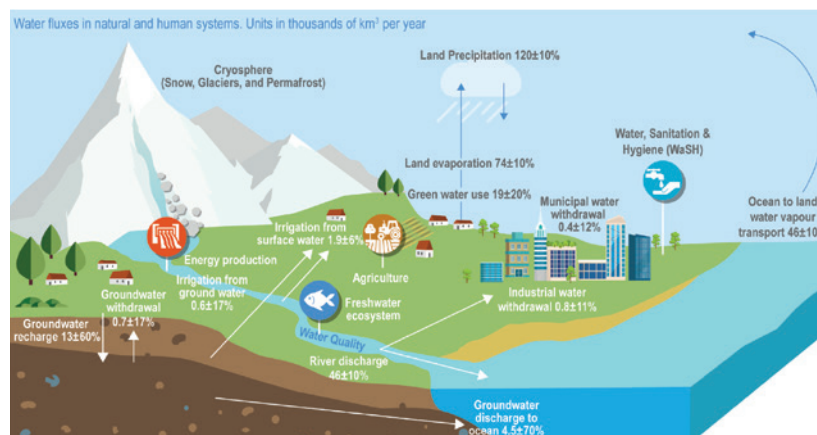 Water fluxes in natural and human systems. Units in thousands of km³ per year
Cryosphere
(Snow, Glaciers, and Permafrost)
Land Precipitation 120±10%
Water, Sanitation &
Hygiene (WaSH)
Land evaporation 74±10%
Green water use 19±20%
Municipal water
withdrawal
0.4±12%
Ocean to land
water vapour
transport 46±10
Irrigation from
surface water 1.9±6%
Energy production
Agriculture
Irrigation from
ground water
0.6±17%
Groundwater
withdrawal
0.7±17%
Freshwater
ecosystem
Industrial water
withdrawal 0.8±11%
Groundwater
recharge 13±60%
Water Quality
River discharge
46±10%
Groundwater
discharge to
ocean 4.5±70%